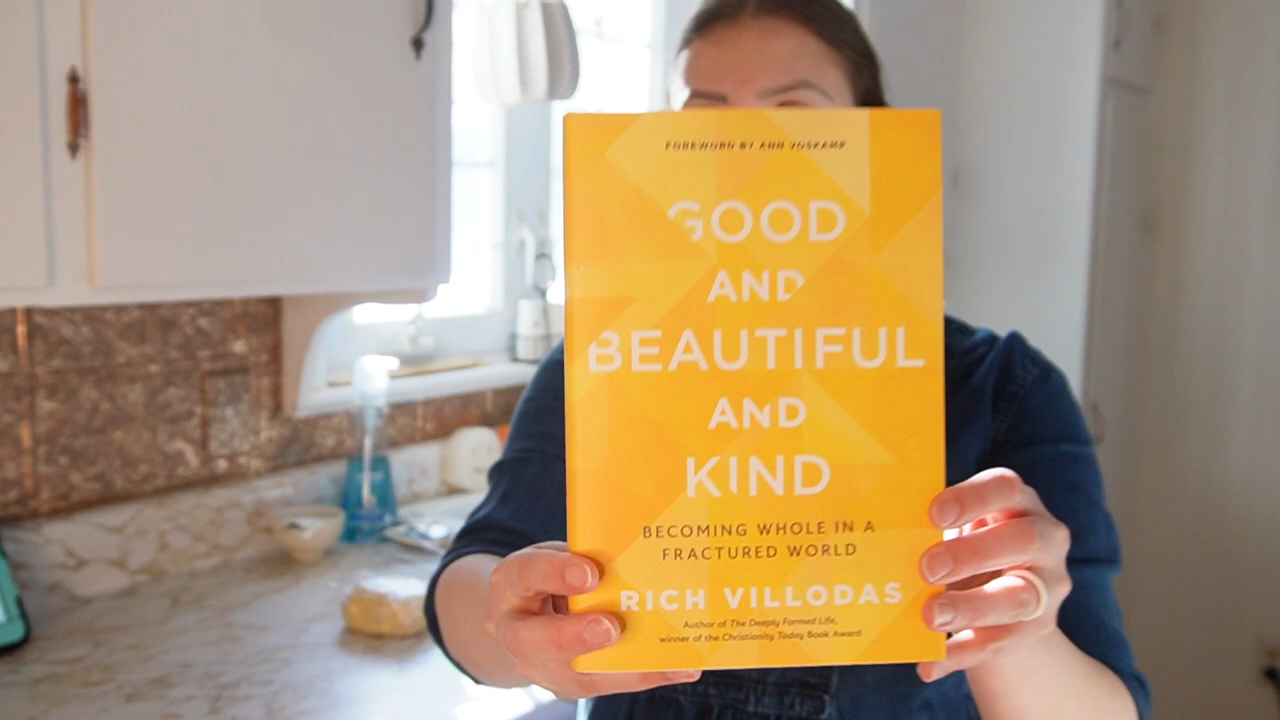 FOREWORD BY ANN VOSKAMP
GOOD
AND
BEAUTIFUL
AND
KIND
BECOMING WHOLE IN A
FRACTURED WORLD
RICH VILLODAS
Author of The Deeply Formed Life,
winner of the Christianity Today Book Award